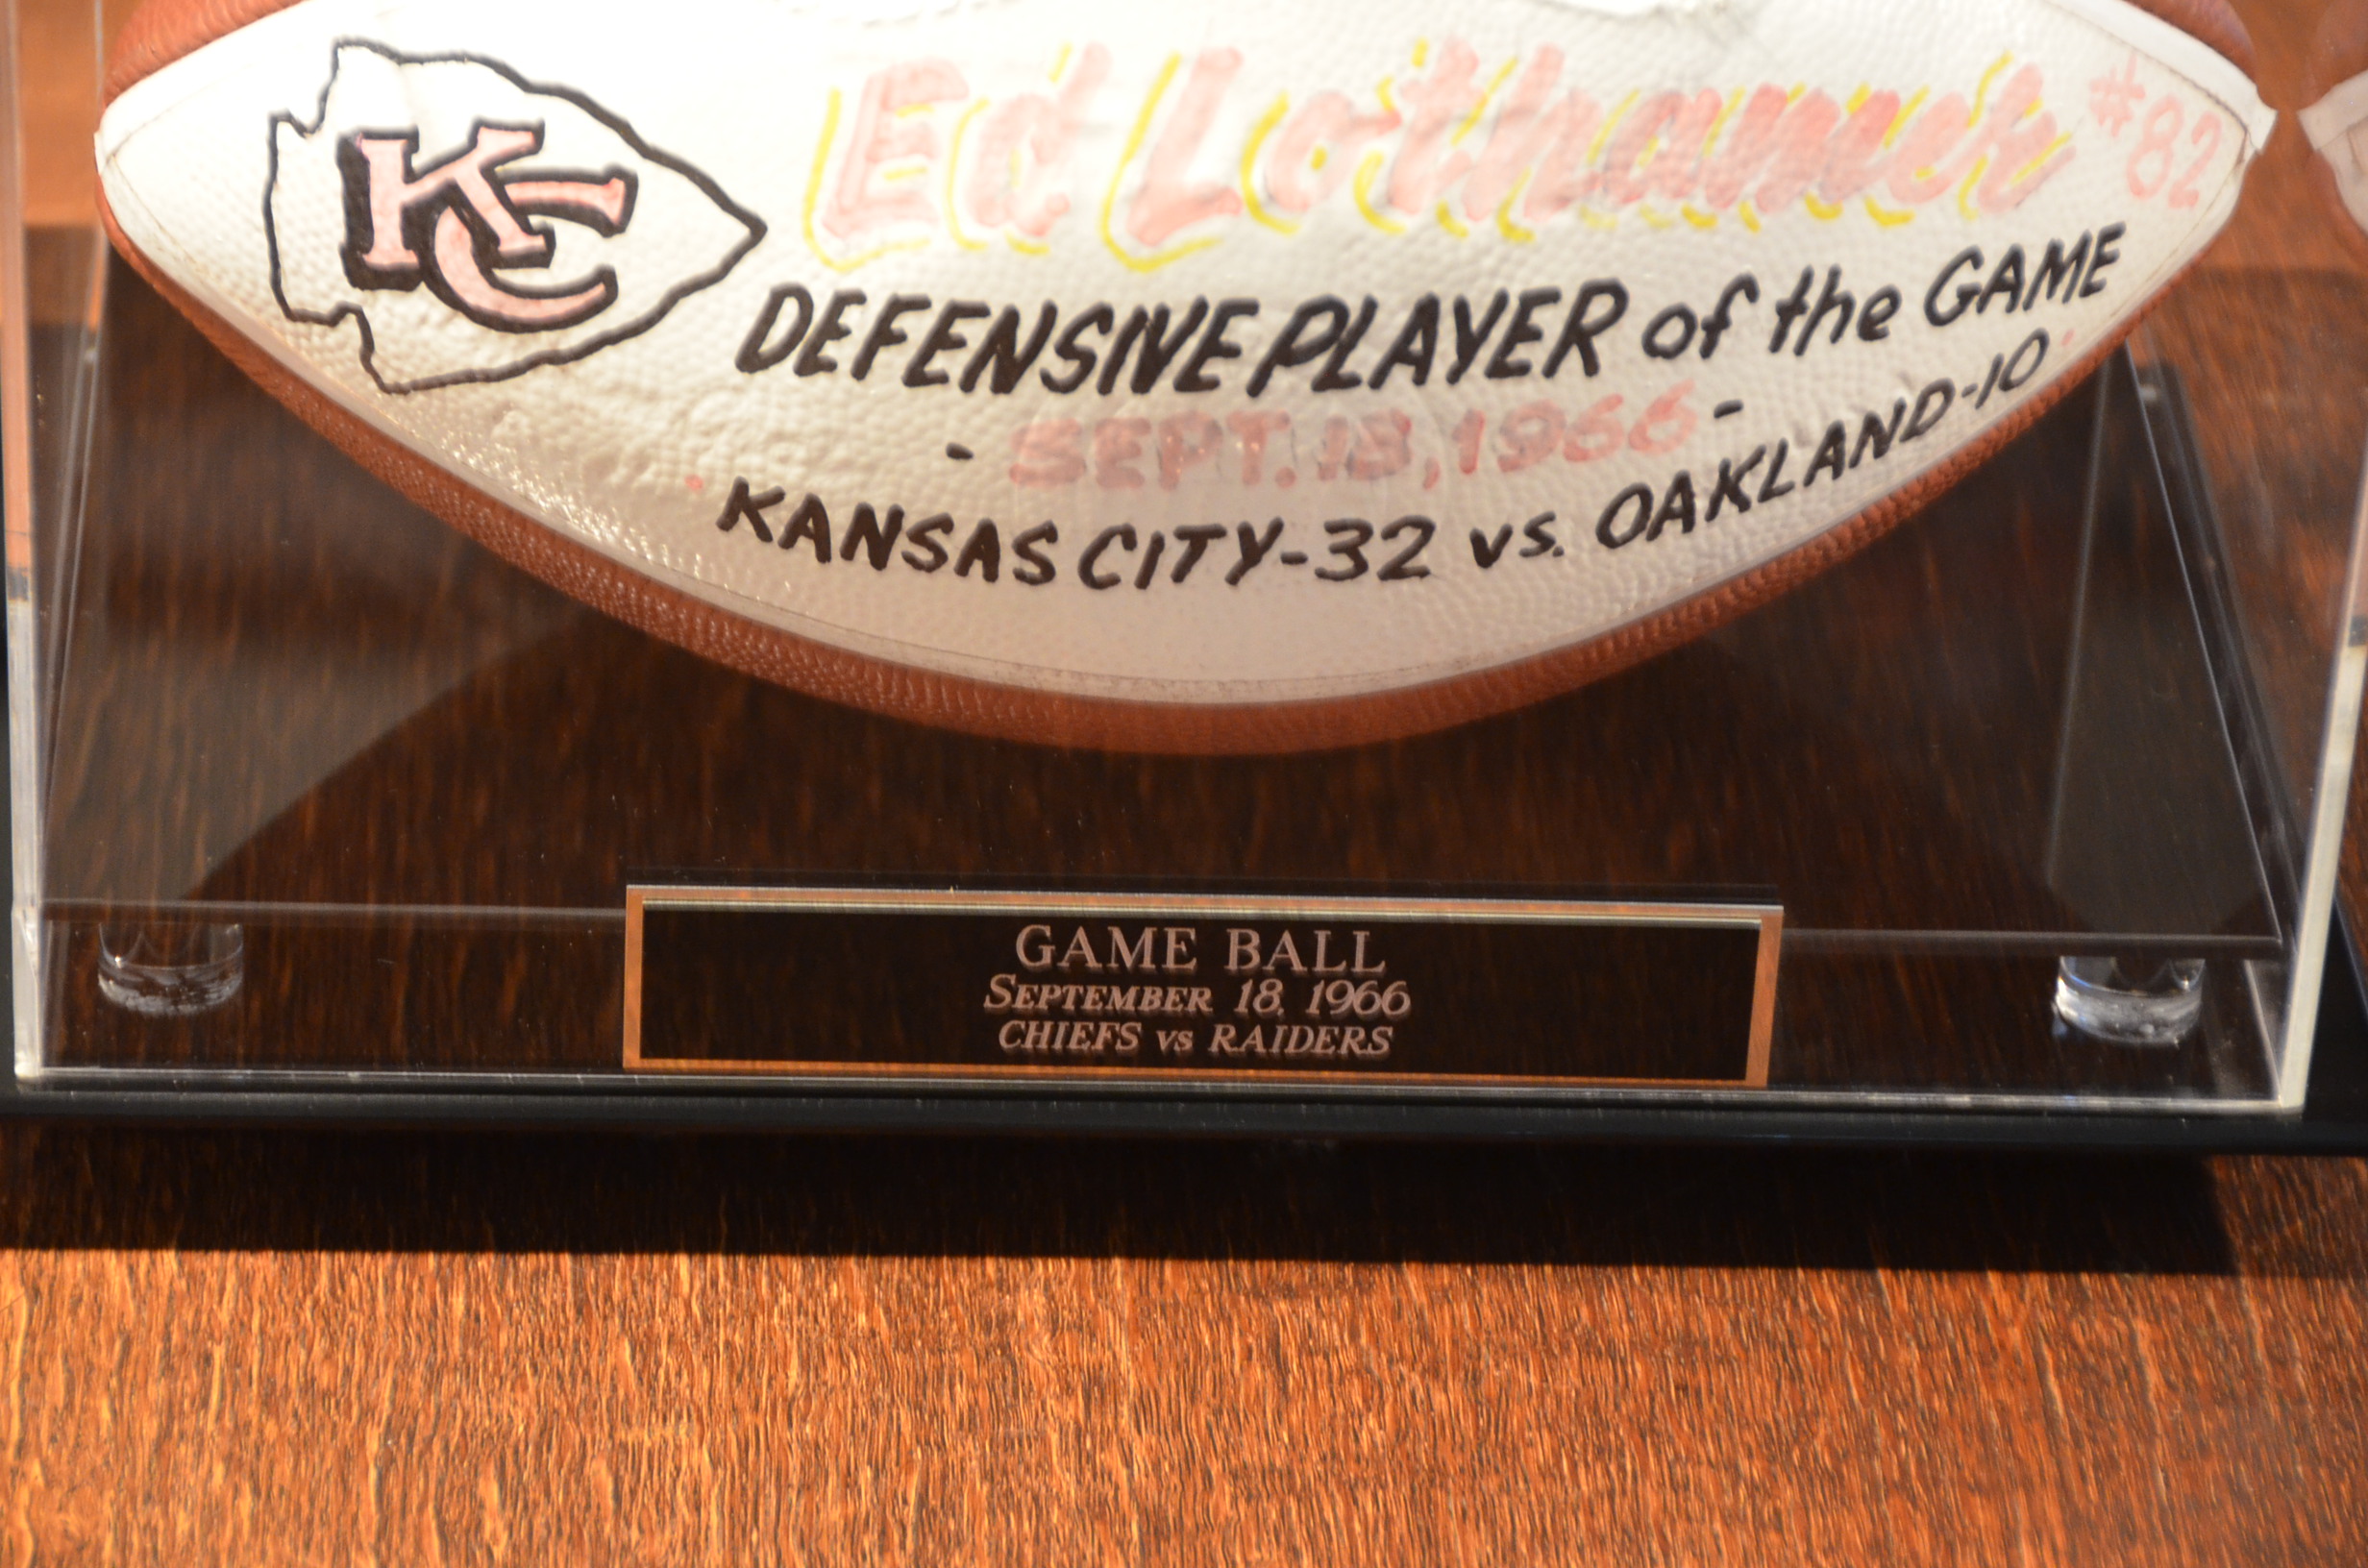 KC
Ed Lothamer #82
DEFENSIVE PLAYER of the GAME
- SEPT. 18, 1966 -
KANSAS CITY-32 vs. OAKLAND-10
GAME BALL
SEPTEMBER 18, 1966
CHIEFS vs RAIDERS